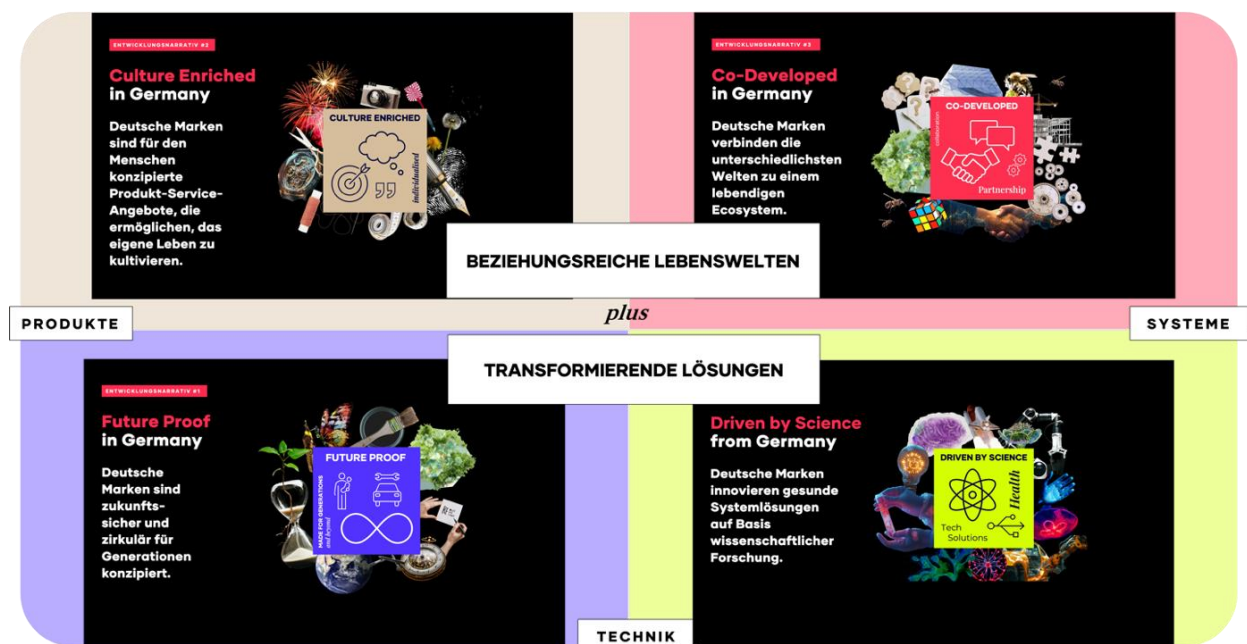 ENTWICKLUNGSNARRATIV #2
Culture Enriched
in Germany
Deutsche Marken
sind für den
Menschen
konzipierte
Produkt-Service-
Angebote, die
ermöglichen, das
eigene Leben zu
kultivieren.
CULTURE ENRICHED
individualised
ENTWICKLUNGSNARRATIV #3
Co-Developed
in Germany
Deutsche Marken
verbinden die
unterschiedlichsten
Welten zu einem
lebendigen
Ecosystem.
CO-DEVELOPED
collaboration
Partnership
BEZIEHUNGSREICHE LEBENSWELTEN
plus
PRODUKTE
SYSTEME
TRANSFORMIERENDE LÖSUNGEN
ENTWICKLUNGSNARRATIV #1
Future Proof
in Germany
Deutsche
Marken sind
zukunfts-
sicher und
zirkulär für
Generationen
konzipiert.
FUTURE PROOF
MADE FOR GENERATIONS
and beyond
Driven by Science
from Germany
Deutsche Marken
innovieren gesunde
Systemlösungen
auf Basis
wissenschaftlicher
Forschung.
DRIVEN BY SCIENCE
Health
Tech
Solutions
TECHNIK